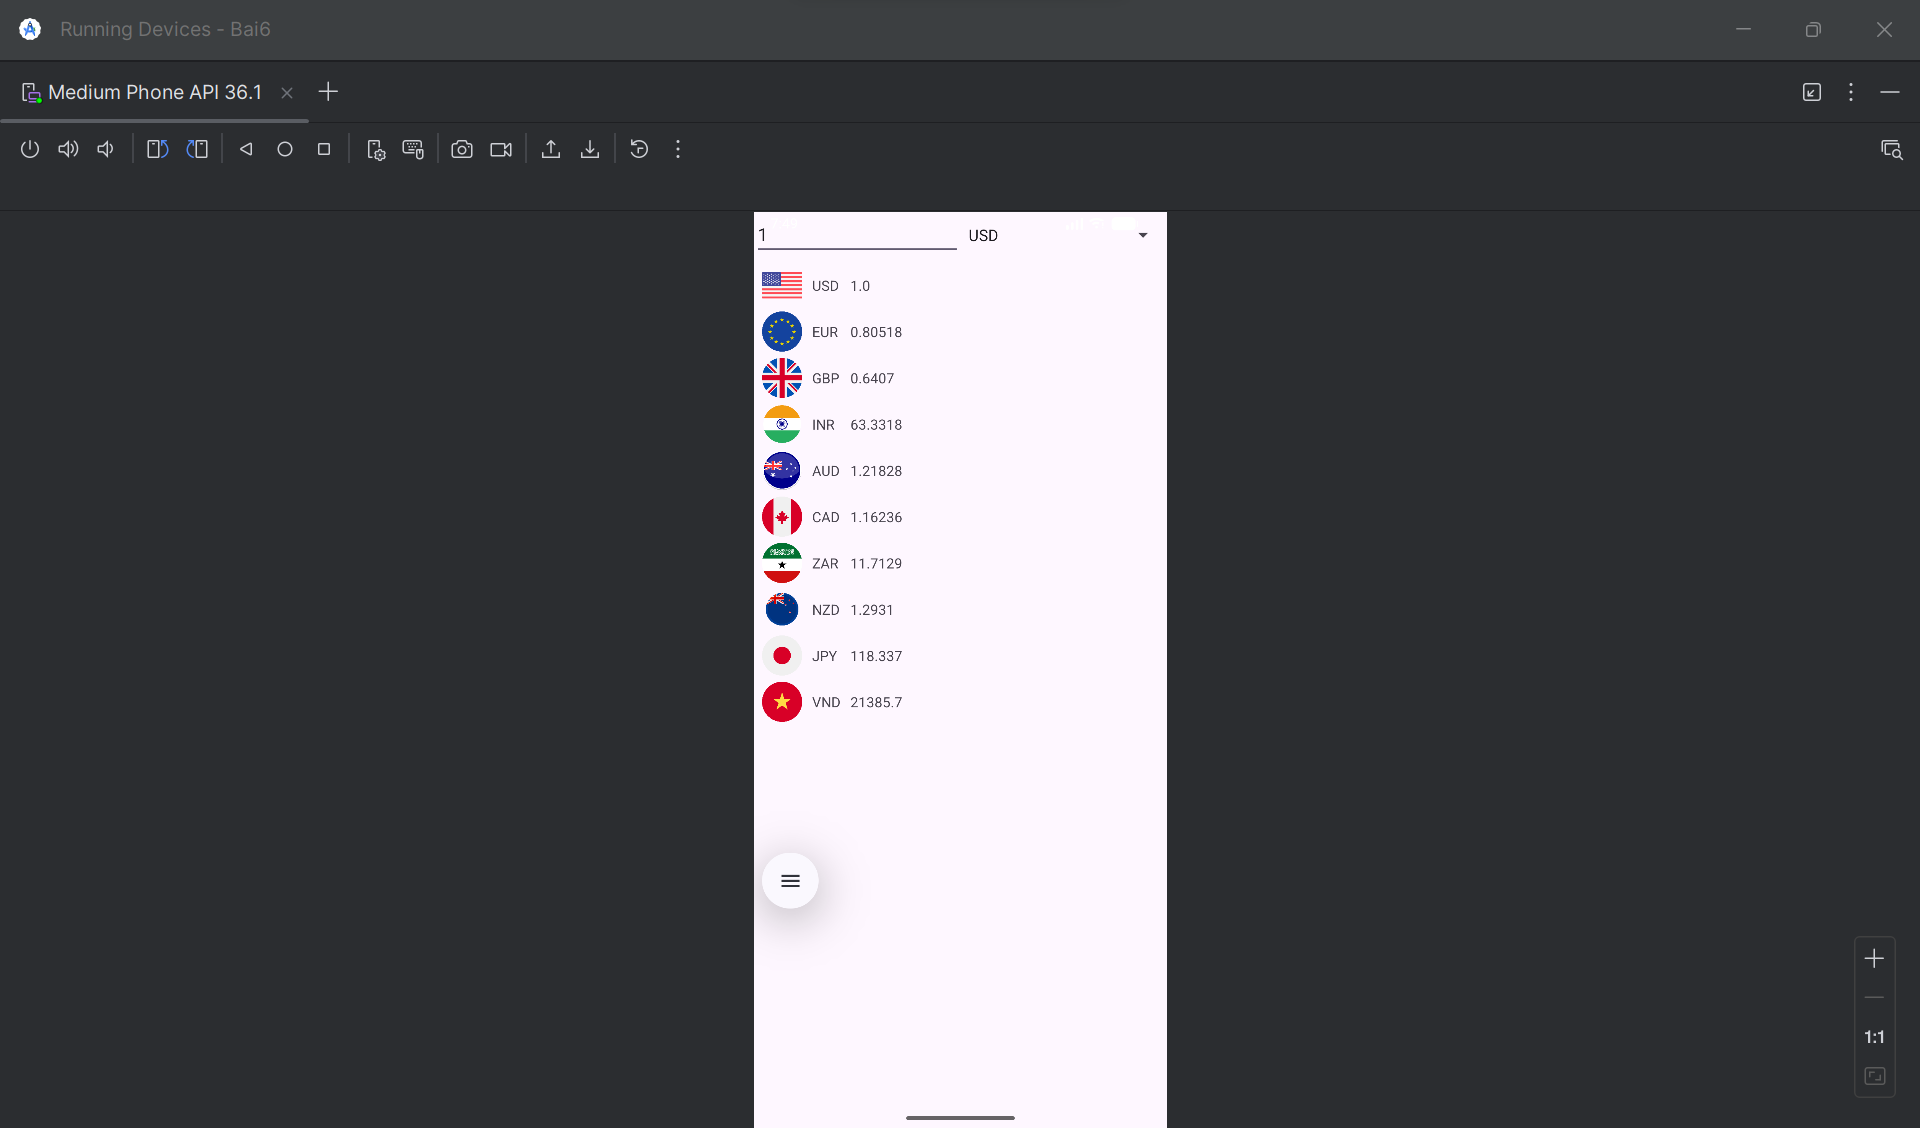 Running Devices - Bai6
Medium Phone API 36.1
1 USD
USD 1.0
EUR 0.80518
GBP 0.6407
INR 63.3318
AUD 1.21828
CAD 1.16236
ZAR 11.7129
NZD 1.2931
JPY 118.337
VND 21385.7
1:1